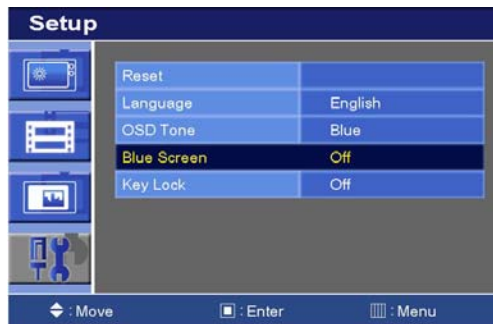 Setup
Reset
Language English
OSD Tone Blue
Blue Screen Off
Key Lock Off
: Move : Enter : Menu